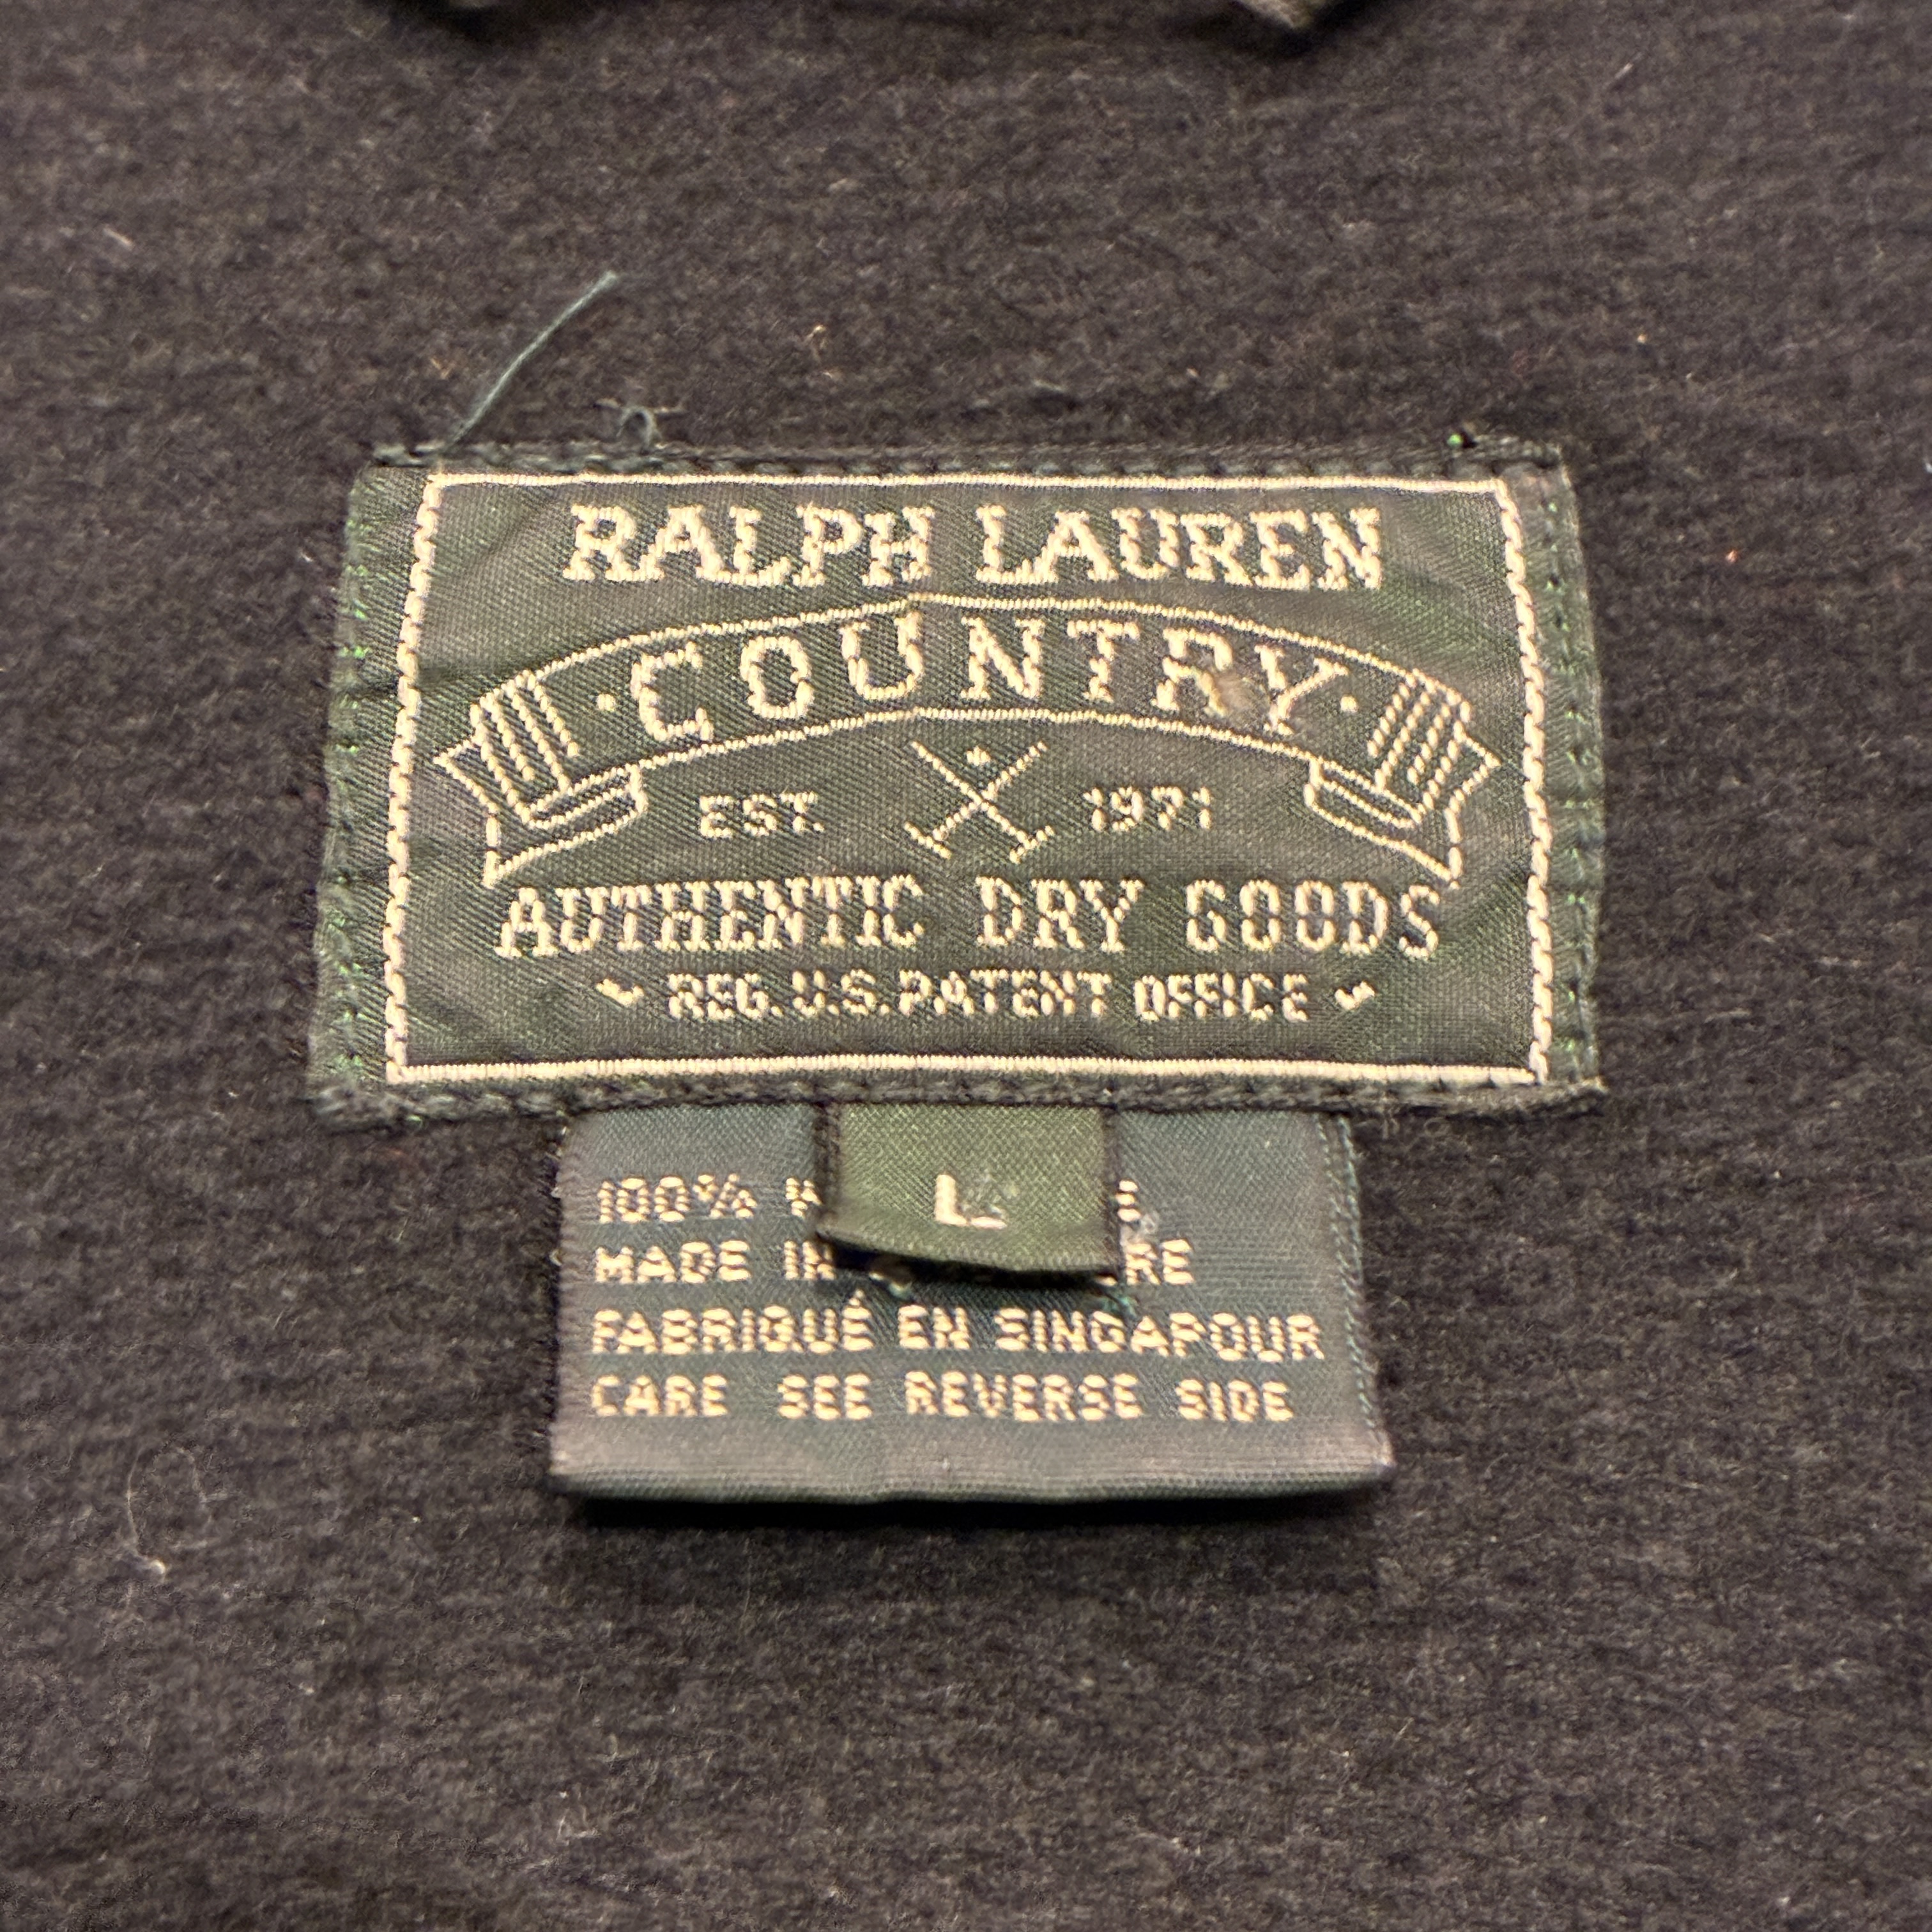 RALPH LAUREN
·COUNTRY·
EST. 1971
AUTHENTIC DRY GOODS
REG. U.S. PATENT OFFICE
L
100%
MADE IN
FABRIQUÉ EN SINGAPOUR
CARE SEE REVERSE SIDE